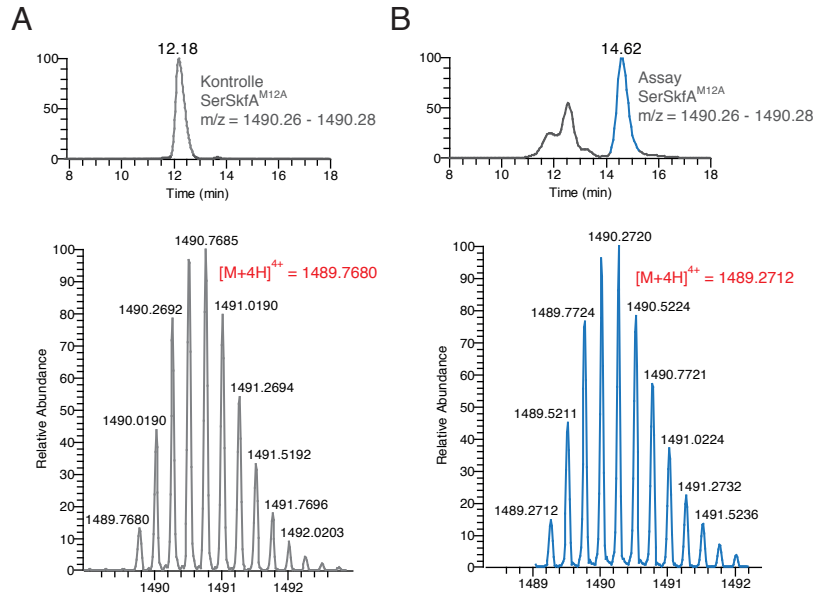 A
12.18
100
50
0
Kontrolle
SerSkfA^M12A
m/z = 1490.26 - 1490.28
8 10 12 14 16 18
Time (min)
B
14.62
100
50
0
Assay
SerSkfA^M12A
m/z = 1490.26 - 1490.28
8 10 12 14 16 18
Time (min)
1490.7685
[M+4H]^4+ = 1489.7680
1490.2692
1491.0190
1491.2694
1490.0190
1491.5192
1491.7696
1489.7680
1492.0203
100
90
80
70
60
50
40
30
20
10
0
Relative Abundance
1490 1491 1492
1490.2720
[M+4H]^4+ = 1489.2712
1489.7724
1490.5224
1490.7721
1489.5211
1491.0224
1491.2732
1489.2712
1491.5236
100
90
80
70
60
50
40
30
20
10
0
Relative Abundance
1489 1490 1491 1492